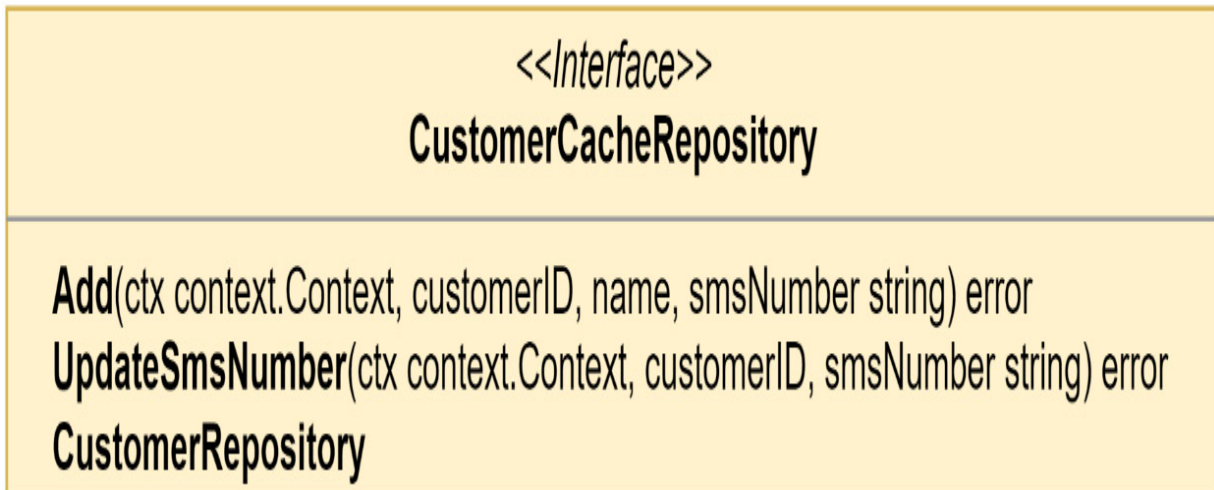 <<Interface>>
CustomerCacheRepository
Add(ctx context.Context, customerID, name, smsNumber string) error
UpdateSmsNumber(ctx context.Context, customerID, smsNumber string) error
CustomerRepository